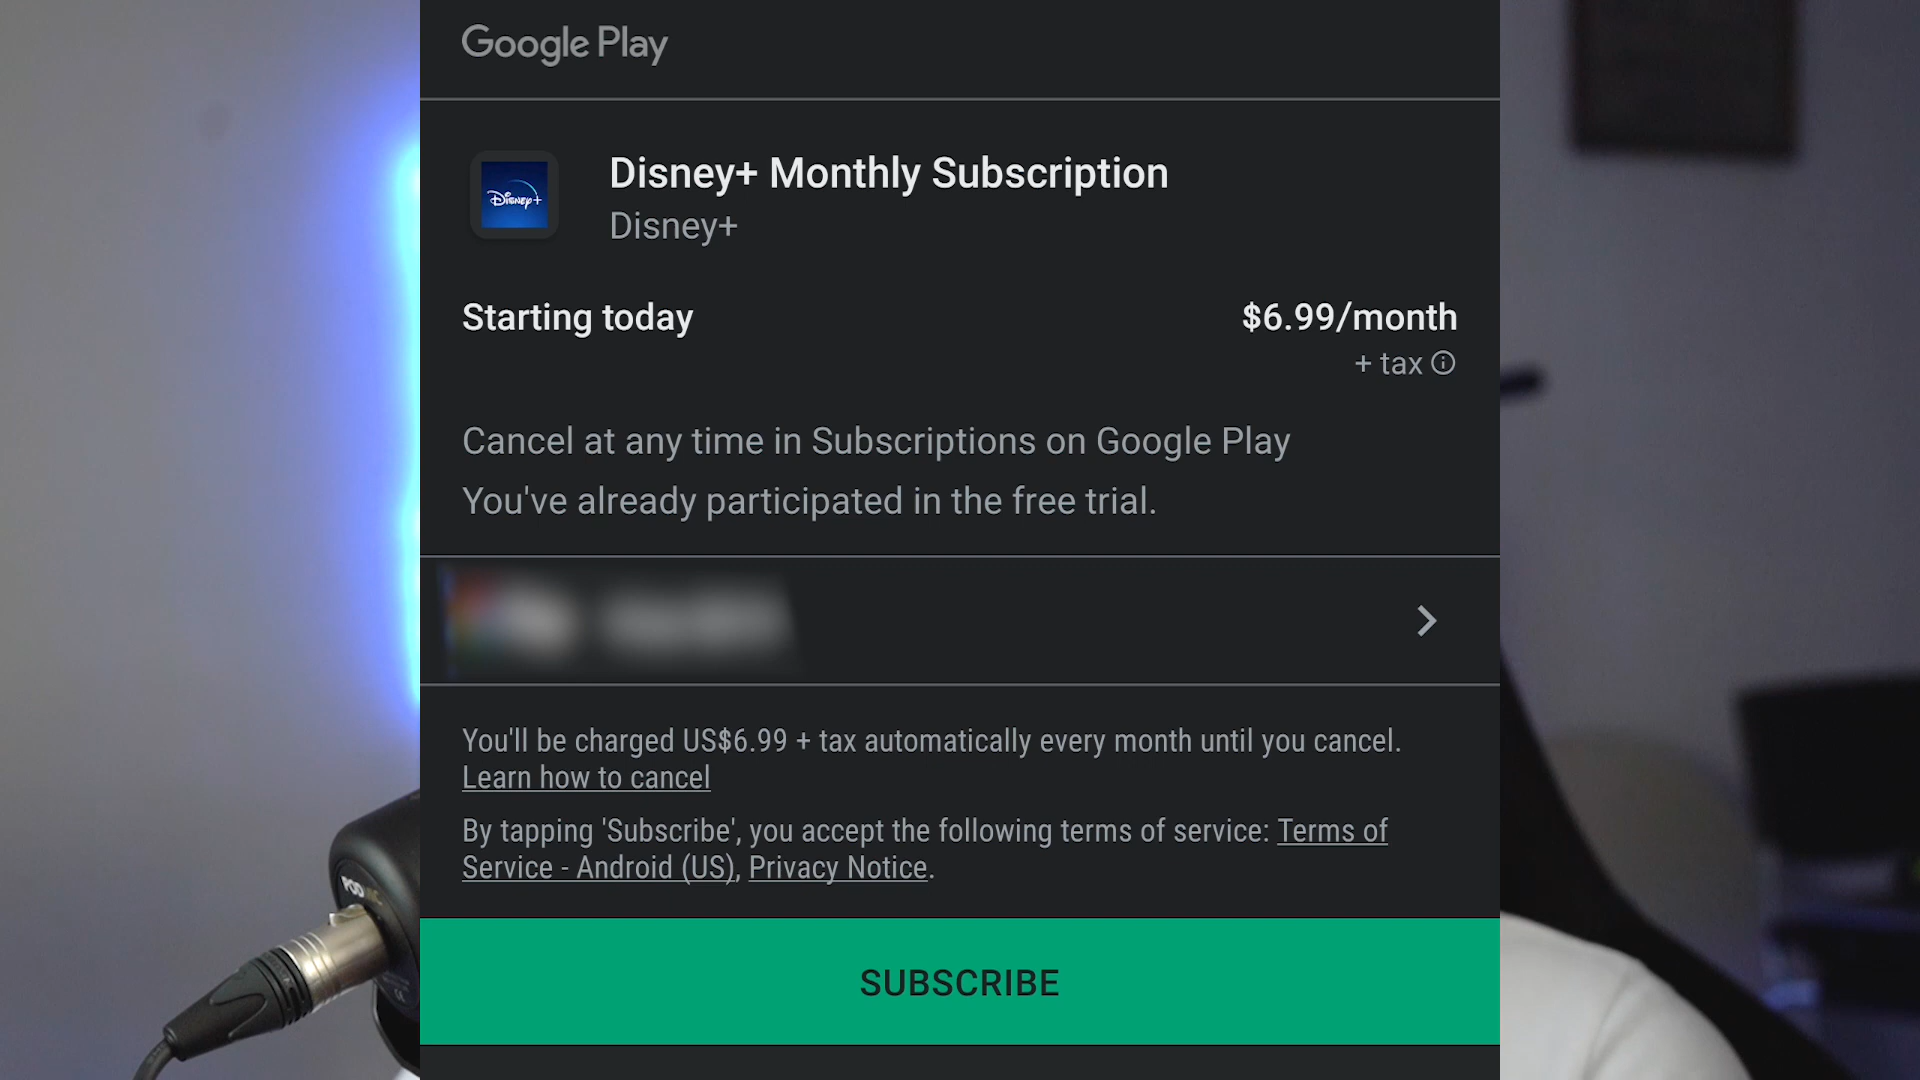 Google Play
Disney+ Monthly Subscription
Disney+
Disney+
Starting today
$6.99/month
+ tax
Cancel at any time in Subscriptions on Google Play
You've already participated in the free trial.
You'll be charged US$6.99 + tax automatically every month until you cancel.
Learn how to cancel
By tapping 'Subscribe', you accept the following terms of service: Terms of
Service - Android (US), Privacy Notice.
SUBSCRIBE
POD